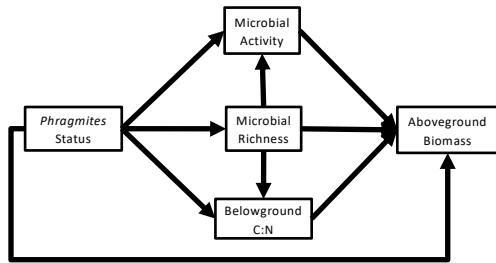 Microbial
Activity
Phragmites
Status
Microbial
Richness
Aboveground
Biomass
Belowground
C:N